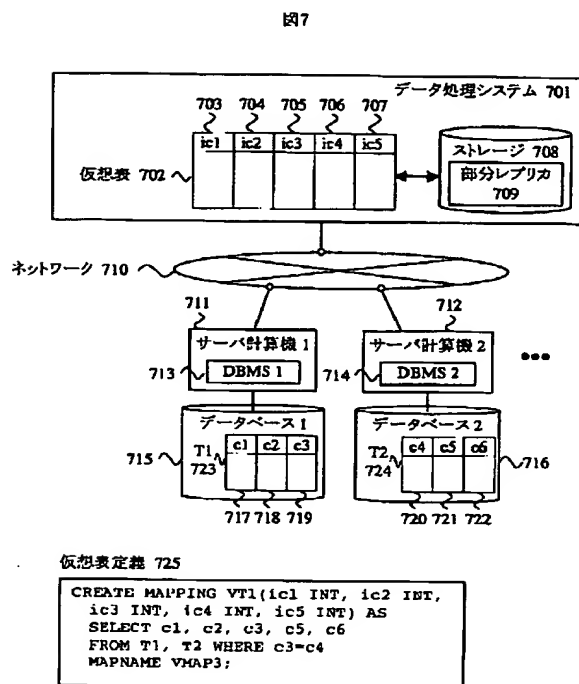 図7
データ処理システム 701
703 704 705 706 707
ic1 ic2 ic3 ic4 ic5
仮想表 702
ストレージ 708
部分レプリカ
709
ネットワーク 710
711
712
サーバ計算機 1
サーバ計算機 2
713
DBMS 1
714
DBMS 2
•••
データベース 1
データベース 2
T1
723
c1 c2 c3
T2
724
c4 c5 c6
715
716
717 718 719
720 721 722
仮想表定義 725
CREATE MAPPING VT1(ic1 INT, ic2 INT,
ic3 INT, ic4 INT, ic5 INT) AS
SELECT c1, c2, c3, c5, c6
FROM T1, T2 WHERE c3=c4
MAPNAME VMAP3;